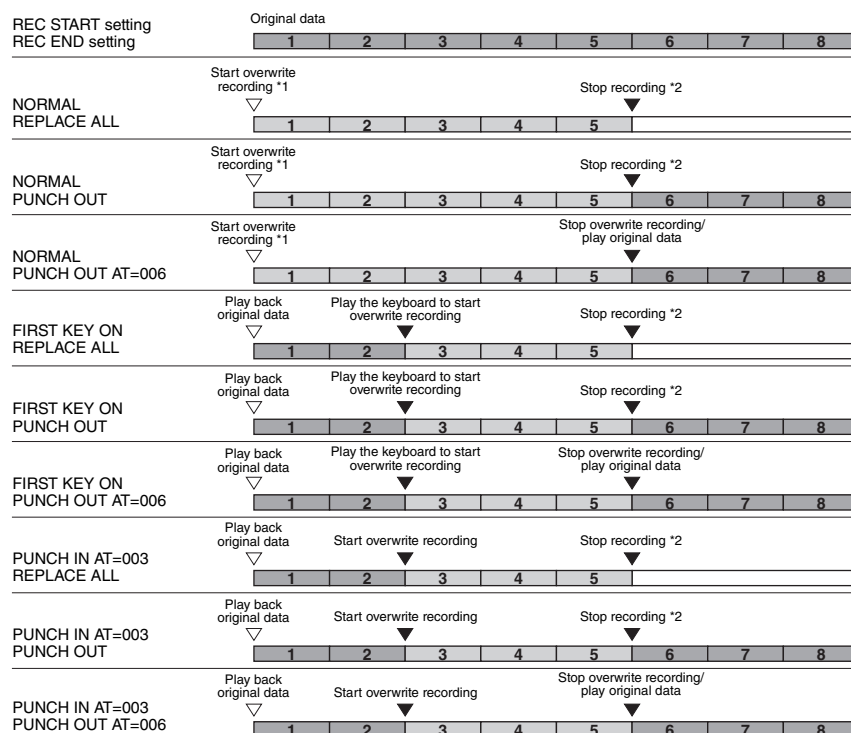 REC START setting
REC END setting
Original data
1 2 3 4 5 6 7 8
NORMAL
REPLACE ALL
Start overwrite
recording *1
Stop recording *2
1 2 3 4 5
NORMAL
PUNCH OUT
Start overwrite
recording *1
Stop recording *2
1 2 3 4 5 6 7 8
NORMAL
PUNCH OUT AT=006
Start overwrite
recording *1
Stop overwrite recording/
play original data
1 2 3 4 5 6 7 8
FIRST KEY ON
REPLACE ALL
Play back
original data
Play the keyboard to start
overwrite recording
Stop recording *2
1 2 3 4 5
FIRST KEY ON
PUNCH OUT
Play back
original data
Play the keyboard to start
overwrite recording
Stop recording *2
1 2 3 4 5 6 7 8
FIRST KEY ON
PUNCH OUT AT=006
Play back
original data
Play the keyboard to start
overwrite recording
Stop overwrite recording/
play original data
1 2 3 4 5 6 7 8
PUNCH IN AT=003
REPLACE ALL
Play back
original data
Start overwrite recording
Stop recording *2
1 2 3 4 5
PUNCH IN AT=003
PUNCH OUT
Play back
original data
Start overwrite recording
Stop recording *2
1 2 3 4 5 6 7 8
PUNCH IN AT=003
PUNCH OUT AT=006
Play back
original data
Start overwrite recording
Stop overwrite recording/
play original data
1 2 3 4 5 6 7 8